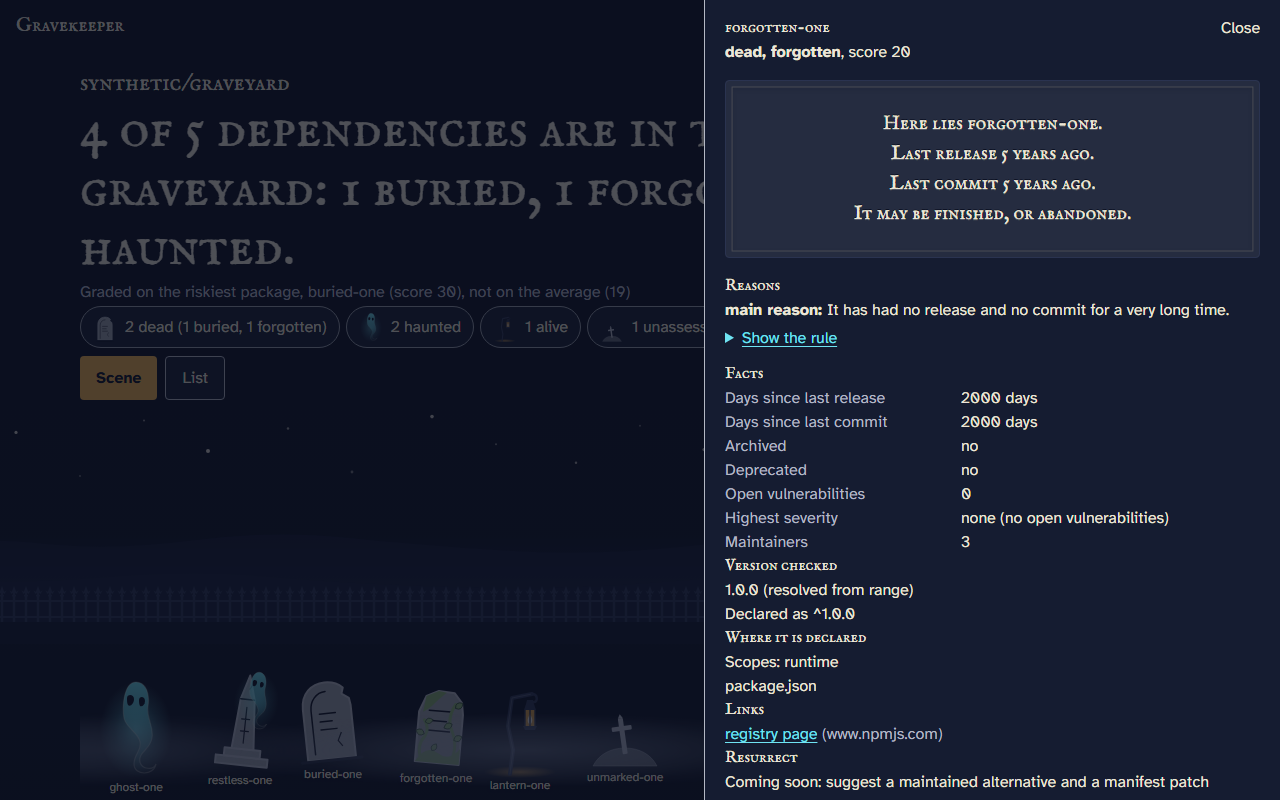 Gravekeeper
synthetic/graveyard
4 of 5 dependencies are in
graveyard: 1 buried, 1
haunted.
Graded on the riskiest package, buried-one (score 30), not on the average (19)
2 dead (1 buried, 1 forgotten)
2 haunted
1 alive
1 unassess
Scene
List
ghost-one
restless-one
buried-one
forgotten-one
lantern-one
unmarked-one
forgotten-one
Close
dead, forgotten, score 20
Here lies forgotten-one.
Last release 5 years ago.
Last commit 5 years ago.
It may be finished, or abandoned.
Reasons
main reason: It has had no release and no commit for a very long time.
Show the rule
Facts
Days since last release 2000 days
Days since last commit 2000 days
Archived no
Deprecated no
Open vulnerabilities 0
Highest severity none (no open vulnerabilities)
Maintainers 3
Version checked
1.0.0 (resolved from range)
Declared as ^1.0.0
Where it is declared
Scopes: runtime
package.json
Links
registry page (www.npmjs.com)
Resurrect
Coming soon: suggest a maintained alternative and a manifest patch